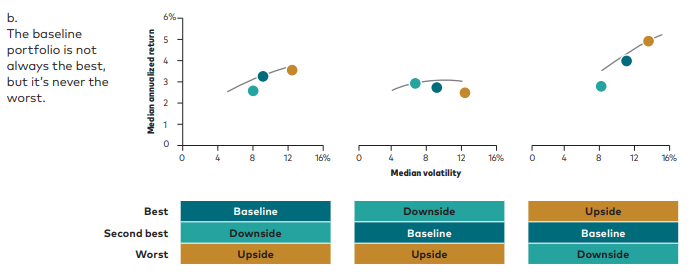 b.
The baseline
portfolio is not
always the best,
but it's never the
worst.
Median annualized return
6%
5
4
3
2
1
0
0 4 8 12 16%
0 4 8 12 16%
0 4 8 12 16%
Median volatility
Best Baseline Downside Upside
Second best Downside Baseline Baseline
Worst Upside Upside Downside